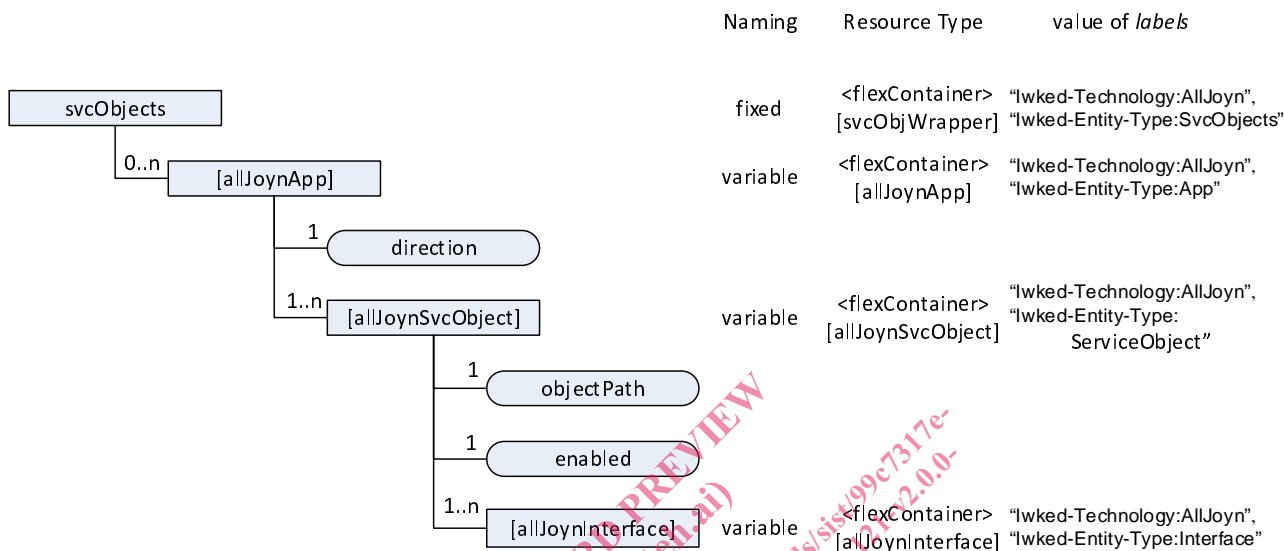 Naming Resource Type value of labels
svcObjects fixed <flexContainer> “Iwked-Technology:AllJoyn”,
[svcObjWrapper] “Iwked-Entity-Type:SvcObjects”
0..n
[allJoynApp] variable <flexContainer> “Iwked-Technology:AllJoyn”,
[allJoynApp] “Iwked-Entity-Type:App”
1
direction
1..n
[allJoynSvcObject] variable <flexContainer> “Iwked-Technology:AllJoyn”,
[allJoynSvcObject] “Iwked-Entity-Type:
ServiceObject”
1
objectPath
1
enabled
1..n
[allJoynInterface] variable <flexContainer> “Iwked-Technology:AllJoyn”,
[allJoynInterface] “Iwked-Entity-Type:Interface”
PREVIEW